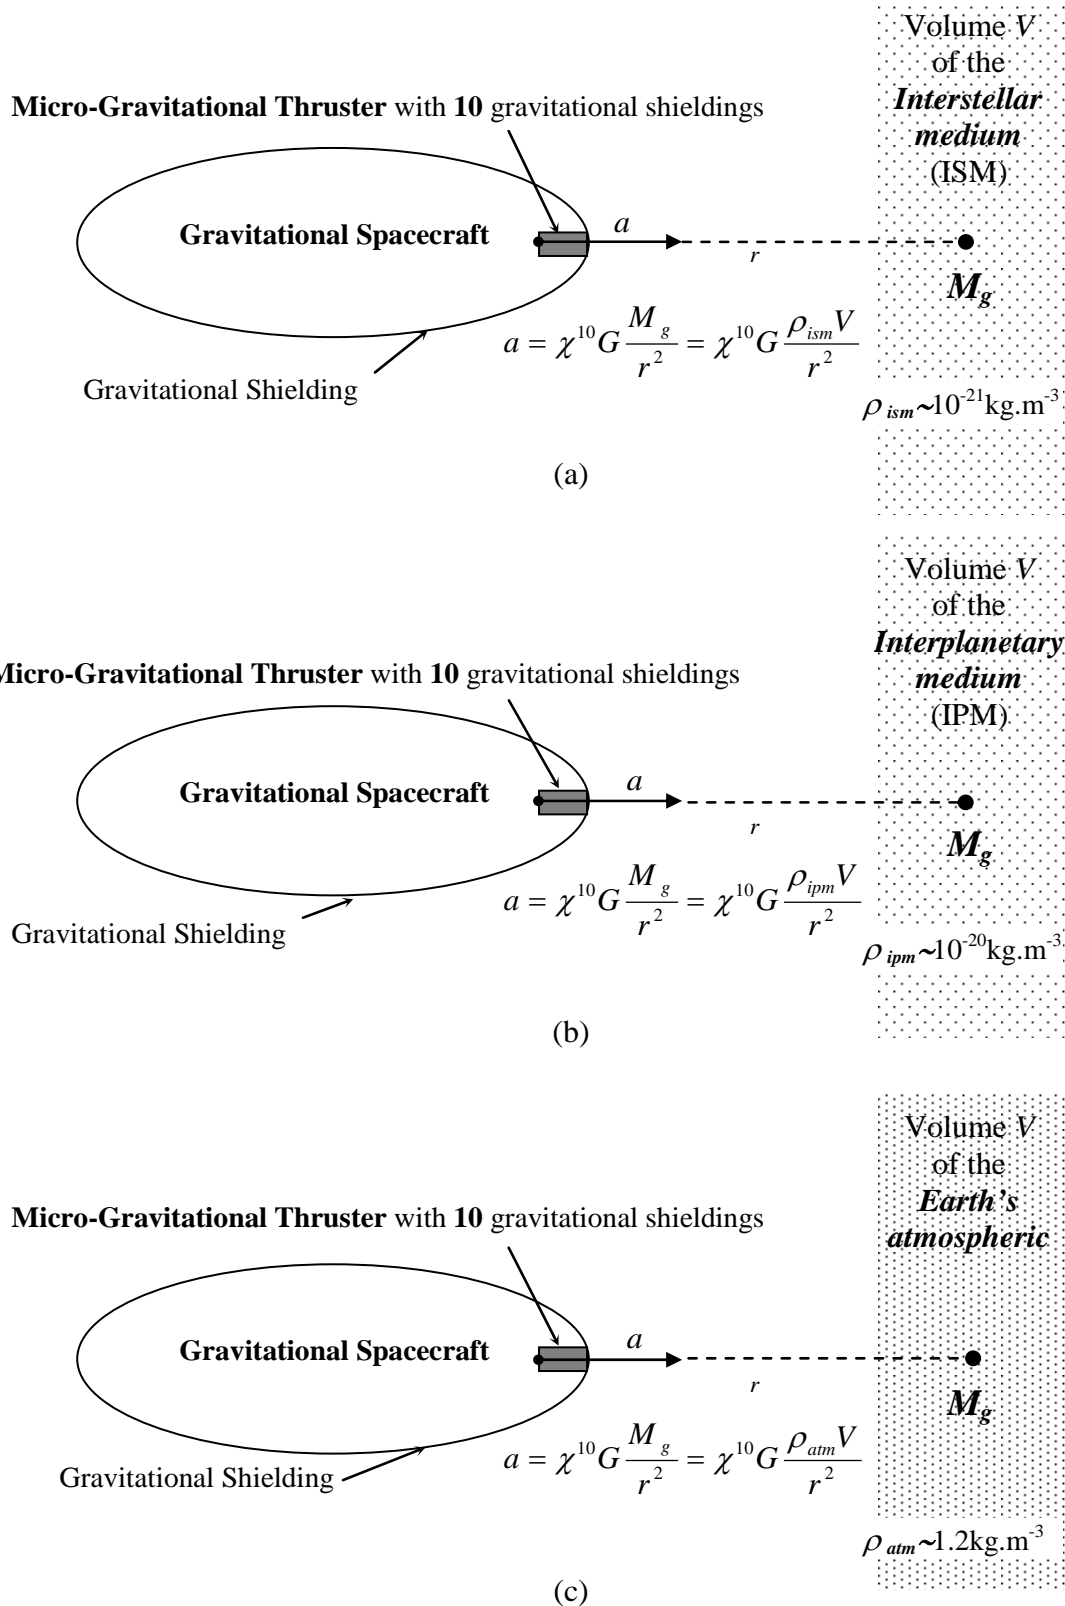 Volume V
of the
Interstellar
medium
(ISM)
Micro-Gravitational Thruster with 10 gravitational shieldings
Gravitational Spacecraft
a
r
M_g
a = χ^10 G M_g / r^2 = χ^10 G ρ_ism V / r^2
Gravitational Shielding
ρ_ism ~10^-21 kg.m^-3
(a)
Volume V
of the
Interplanetary
medium
(IPM)
Micro-Gravitational Thruster with 10 gravitational shieldings
Gravitational Spacecraft
a
r
M_g
a = χ^10 G M_g / r^2 = χ^10 G ρ_ipm V / r^2
Gravitational Shielding
ρ_ipm ~10^-20 kg.m^-3
(b)
Volume V
of the
Earth's
atmospheric
Micro-Gravitational Thruster with 10 gravitational shieldings
Gravitational Spacecraft
a
r
M_g
a = χ^10 G M_g / r^2 = χ^10 G ρ_atm V / r^2
Gravitational Shielding
ρ_atm ~1.2kg.m^-3
(c)